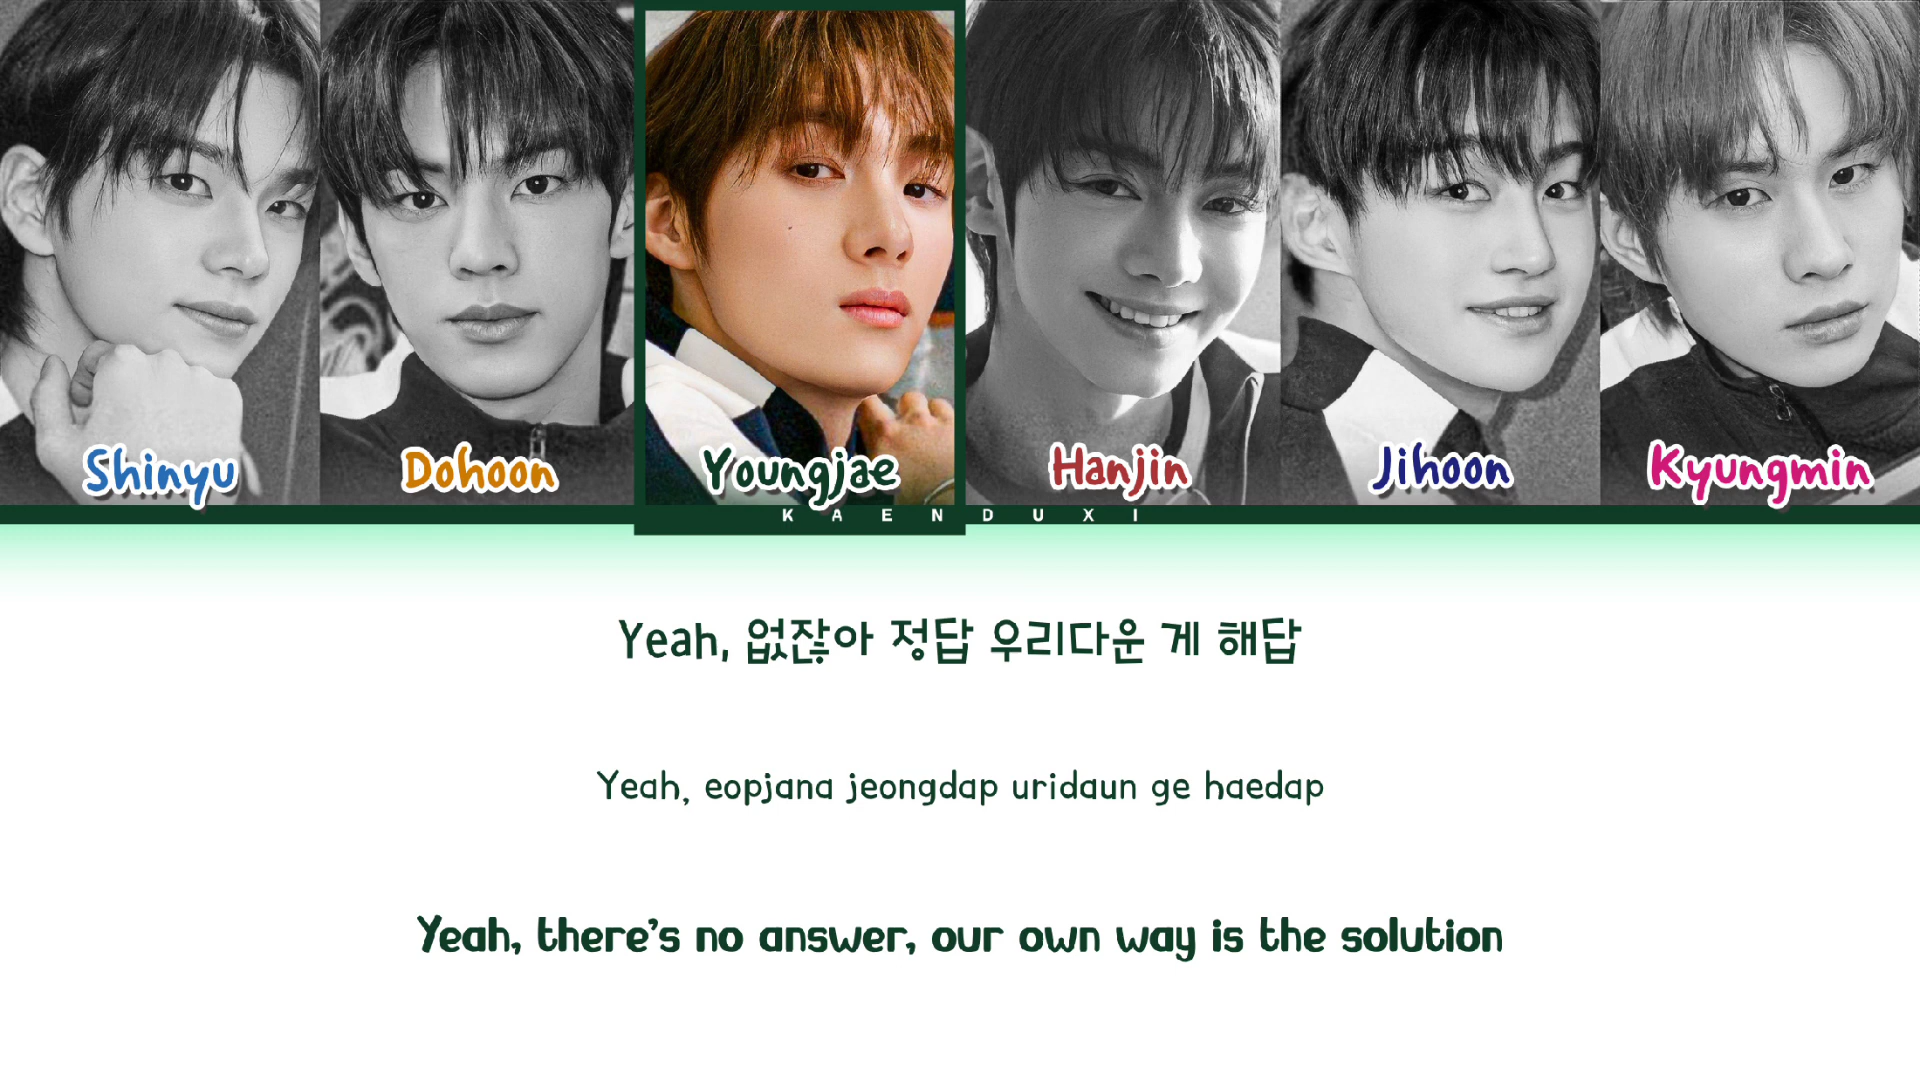 Shinyu Dohoon Youngjae Hanjin Jihoon Kyungmin
KAENDUXI
Yeah, 없잖아 정답 우리다운 게 해답
Yeah, eopjana jeongdap uridaun ge haedap
Yeah, there's no answer, our own way is the solution